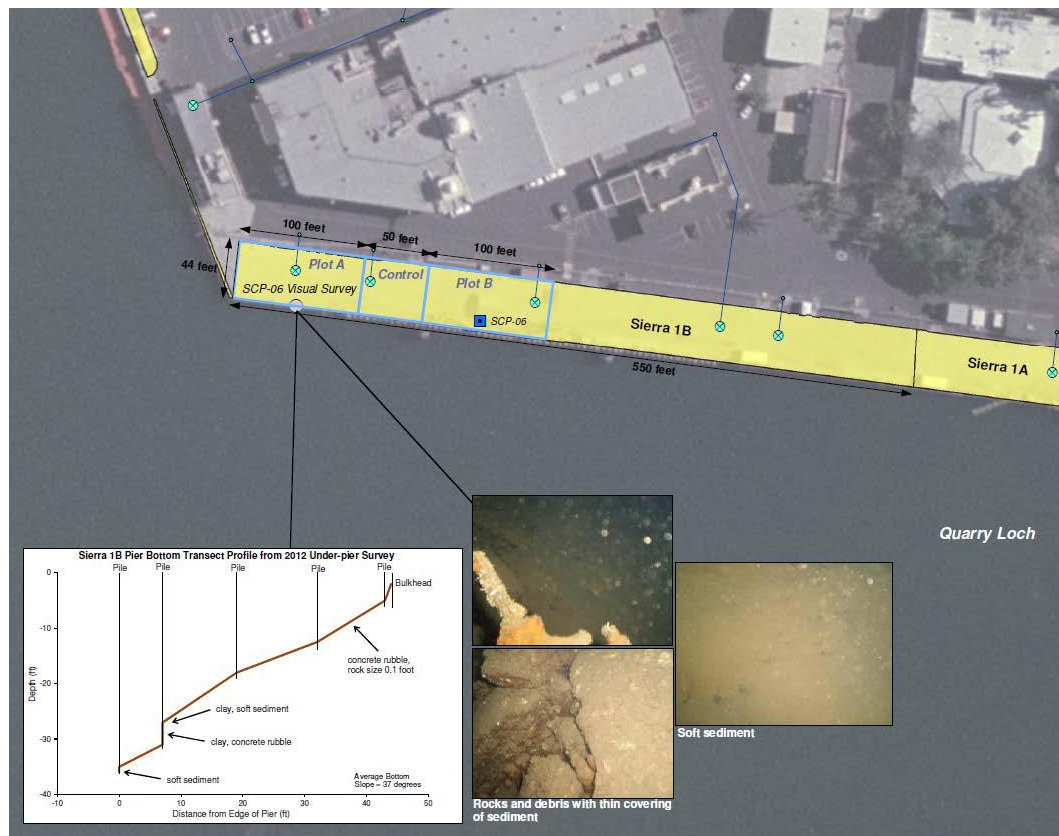 100 feet
50 feet
100 feet
44 feet
Plot A
Control
Plot B
SCP-06 Visual Survey
SCP-06
Sierra 1B
Sierra 1A
550 feet
Quarry Loch
Sierra 1B Pier Bottom Transect Profile from 2012 Under-pier Survey
Pile
Pile
Pile
Pile
Pile
Bulkhead
0
-10
-20
-30
-40
Depth (ft)
concrete rubble,
rock size 0.1 foot
clay, soft sediment
clay, concrete rubble
soft sediment
Average Bottom
Slope = 37 degrees
-10
0
10
20
30
40
50
Distance from Edge of Pier (ft)
Soft sediment
Rocks and debris with thin covering
of sediment